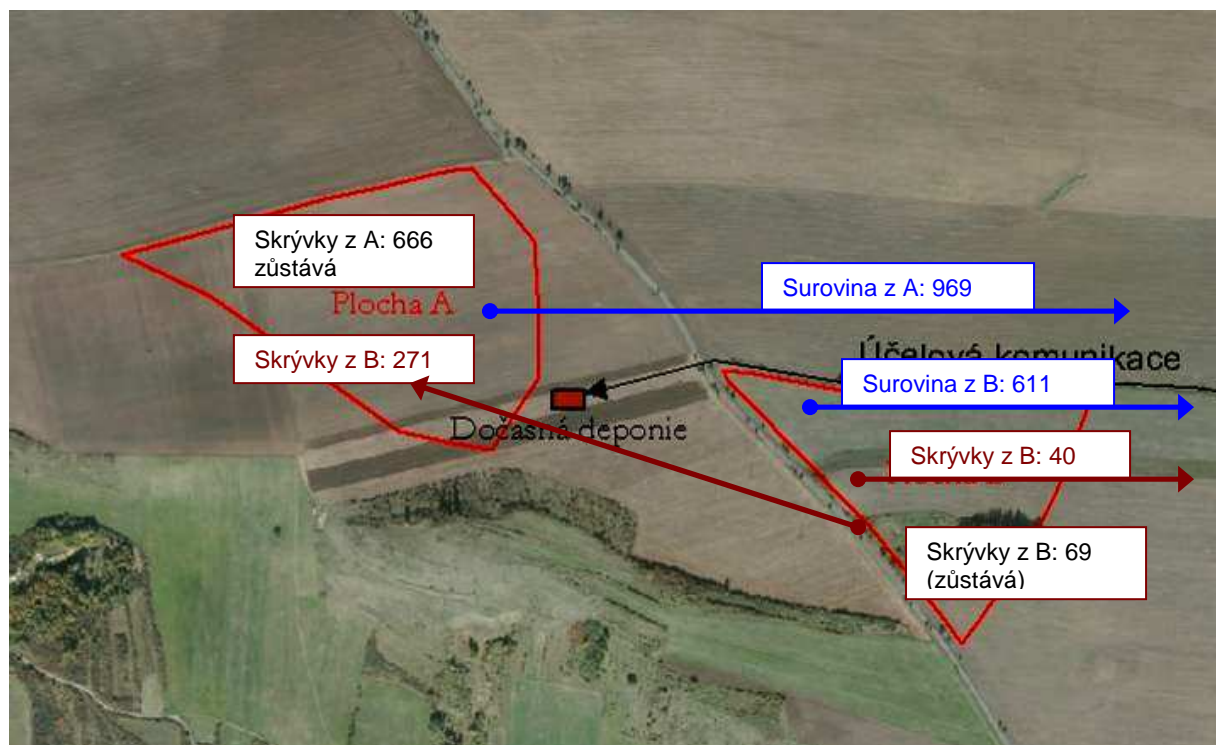 Skrývky z A: 666
zůstává
Plocha A
Surovina z A: 969
Skrývky z B: 271
Účelová komunikace
Surovina z B: 611
Dočasná deponie
Skrývky z B: 40
Skrývky z B: 69
(zůstává)